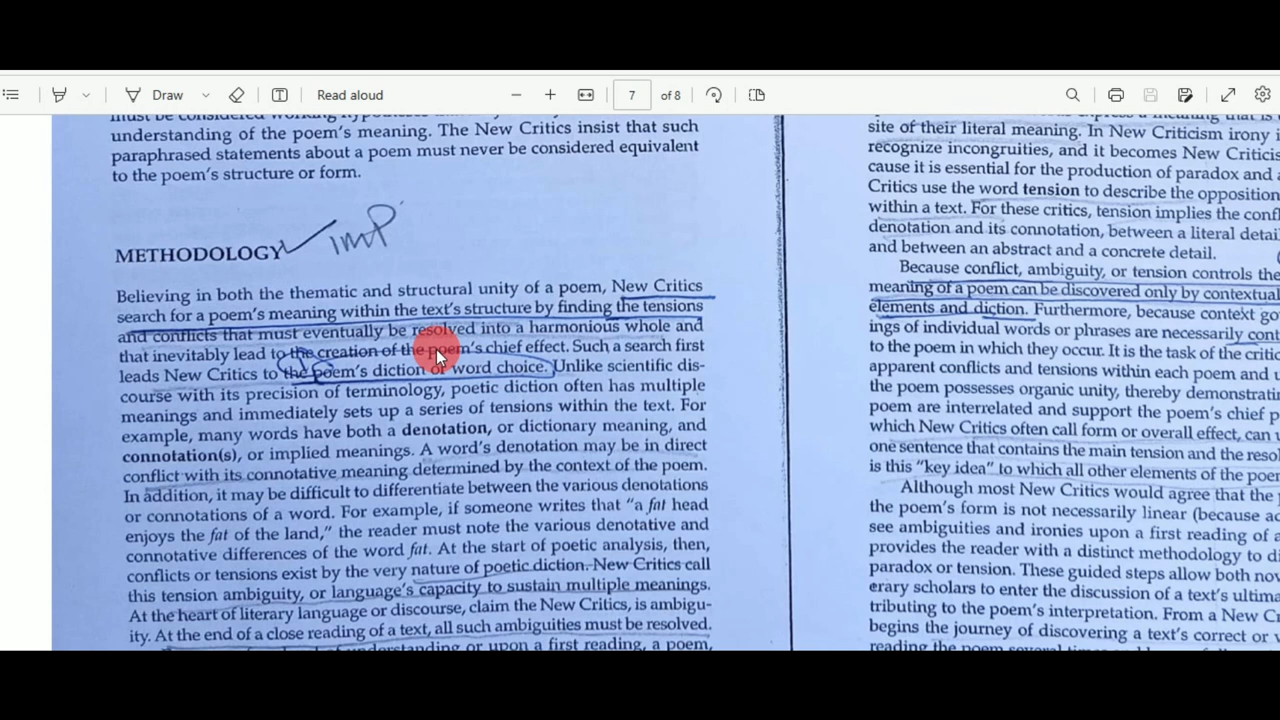 Draw
Read aloud
7
of 8
understanding of the poem's meaning. The New Critics insist that such
paraphrased statements about a poem must never be considered equivalent
to the poem's structure or form.
METHODOLOGY imp
Believing in both the thematic and structural unity of a poem, New Critics
search for a poem's meaning within the text's structure by finding the tensions
and conflicts that must eventually be resolved into a harmonious whole and
that inevitably lead to the creation of the poem's chief effect. Such a search first
leads New Critics to the poem's diction or word choice. Unlike scientific dis-
course with its precision of terminology, poetic diction often has multiple
meanings and immediately sets up a series of tensions within the text. For
example, many words have both a denotation, or dictionary meaning, and
connotation(s), or implied meanings. A word's denotation may be in direct
conflict with its connotative meaning determined by the context of the poem.
In addition, it may be difficult to differentiate between the various denotations
or connotations of a word. For example, if someone writes that "a fat head
enjoys the fat of the land," the reader must note the various denotative and
connotative differences of the word fat. At the start of poetic analysis, then,
conflicts or tensions exist by the very nature of poetic diction. New Critics call
this tension ambiguity, or language's capacity to sustain multiple meanings.
At the heart of literary language or discourse, claim the New Critics, is ambigu-
ity. At the end of a close reading of a text, all such ambiguities must be resolved.
or upon a first reading, a poem,
site of their literal meaning. In New Criticism irony
recognize incongruities, and it becomes New
cause it is essential for the production of paradox and
Critics use the word tension to describe the opposition
within a text. For these critics, tension implies the
denotation and its connotation, between a literal
and between an abstract and a concrete detail.
Because conflict, ambiguity, or tension controls the
meaning of a poem can be discovered only by
elements and diction. Furthermore, because context
ings of individual words or phrases are necessarily
to the poem in which they occur. It is the task of the
apparent conflicts and tensions within each poem and
the poem possesses organic unity, thereby
poem are interrelated and support the poem's chief
which New Critics often call form or overall effect, can
one sentence that contains the main tension and the
is this "key idea" to which all other elements of the
Although most New Critics would agree that the
the poem's form is not necessarily linear (because
see ambiguities and ironies upon a first reading of
provides the reader with a distinct methodology to
paradox or tension. These guided steps allow both
erary scholars to enter the discussion of a text's
tributing to the poem's interpretation. From a New
begins the journey of discovering a text's correct or
reading the poem several times